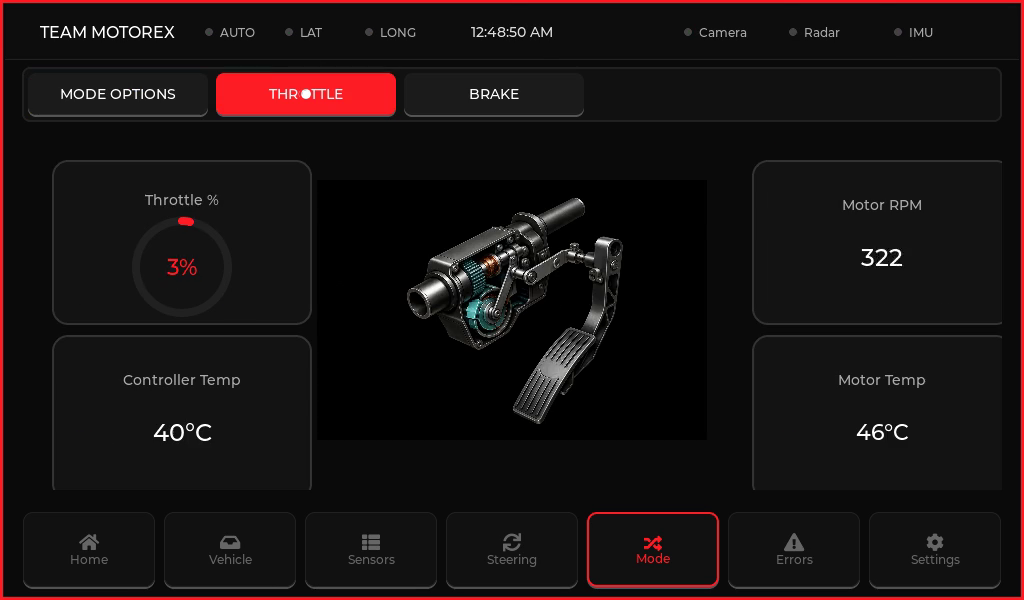 TEAM MOTOREX AUTO LAT LONG 12:48:50 AM Camera Radar IMU
MODE OPTIONS THROTTLE BRAKE
Throttle %
3%
Motor RPM
322
Controller Temp
40°C
Motor Temp
46°C
Home Vehicle Sensors Steering Mode Errors Settings